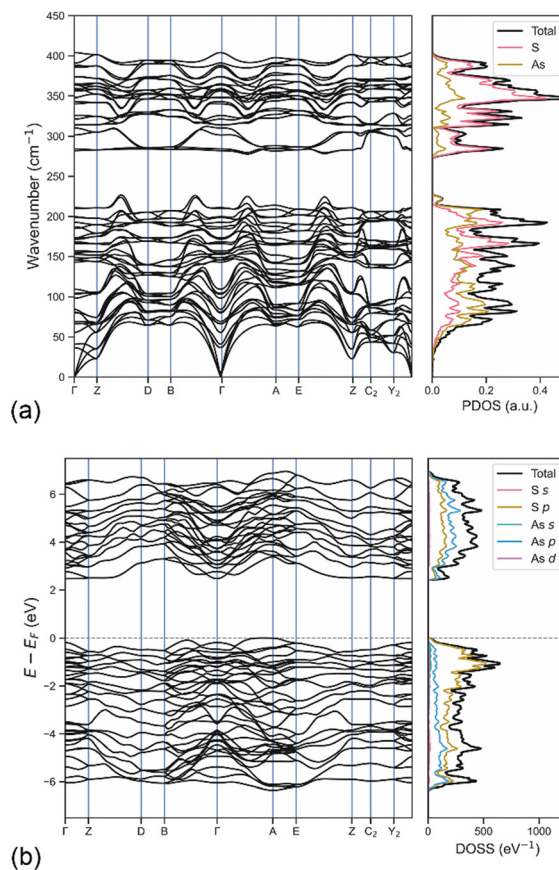 450
400
350
300
250
200
150
100
50
0
Wavenumber (cm⁻¹)
Γ Z D B Γ A E Z C₂ Y₂
Total
S
As
0.0 0.2 0.4
PDOS (a.u.)
(a)
6
4
2
0
−2
−4
−6
E − E_F (eV)
Γ Z D B Γ A E Z C₂ Y₂
Total
S s
S p
As s
As p
As d
0 500 1000
DOSS (eV⁻¹)
(b)